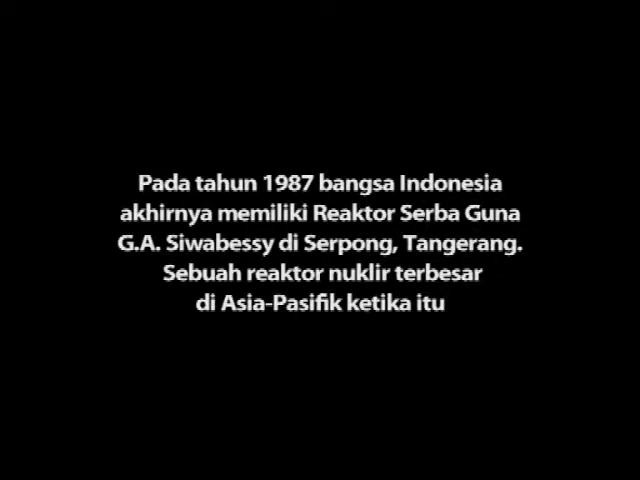 Pada tahun 1987 bangsa Indonesia
akhirnya memiliki Reaktor Serba Guna
G.A. Siwabessy di Serpong, Tangerang.
Sebuah reaktor nuklir terbesar
di Asia-Pasifik ketika itu